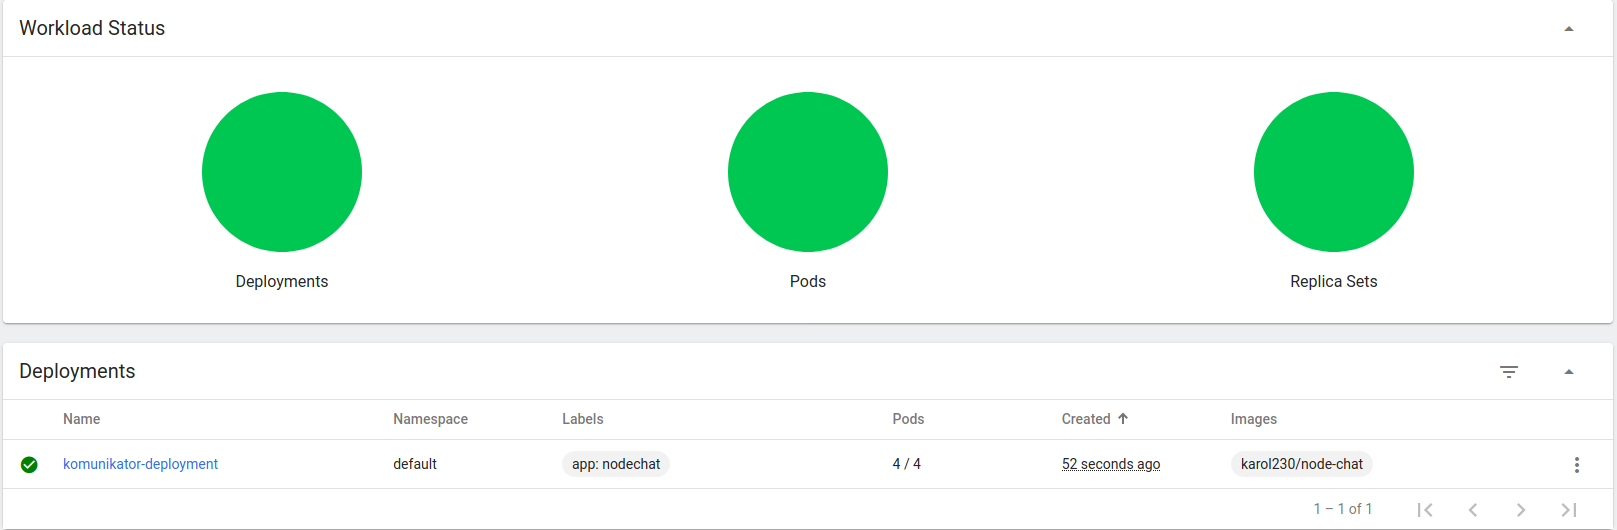 Workload Status
Deployments
Pods
Replica Sets
Deployments
Name Namespace Labels Pods Created Images
komunikator-deployment default app: nodechat 4 / 4 52 seconds ago karol230/node-chat
1 – 1 of 1